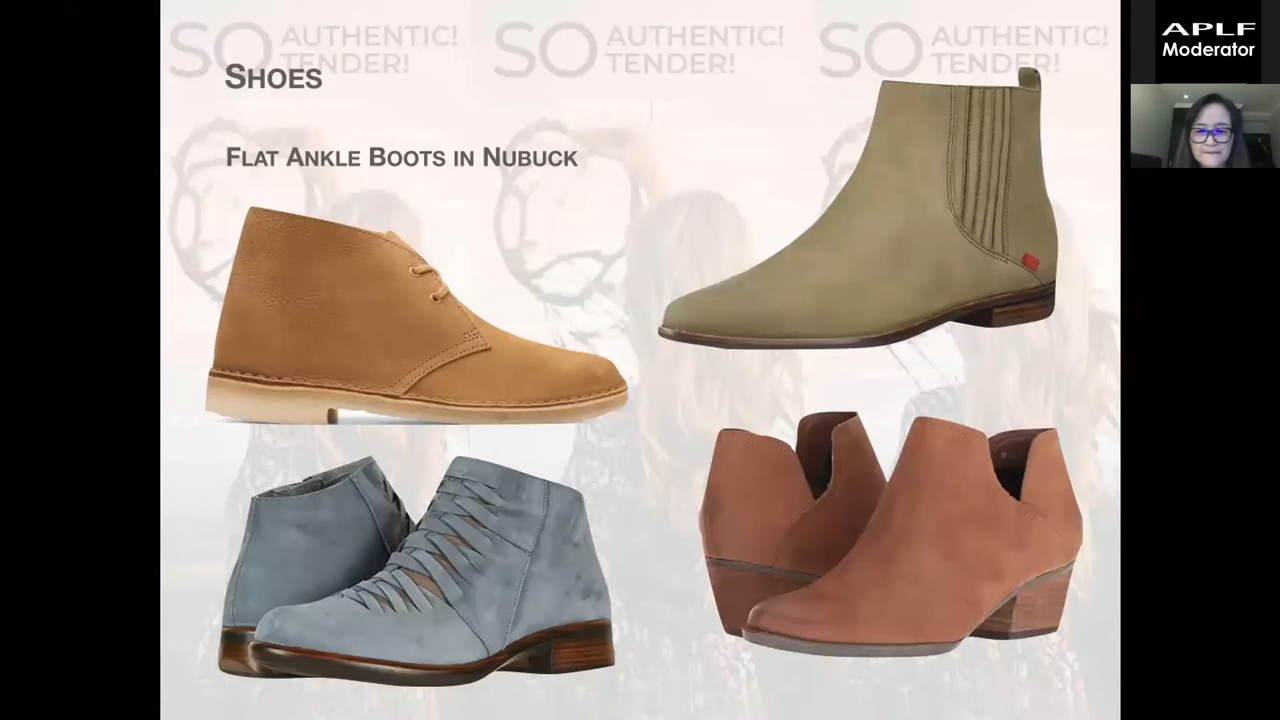 SO AUTHENTIC! TENDER!
SO AUTHENTIC! TENDER!
SO AUTHENTIC! TENDER!
SHOES
FLAT ANKLE BOOTS IN NUBUCK
APLF
Moderator